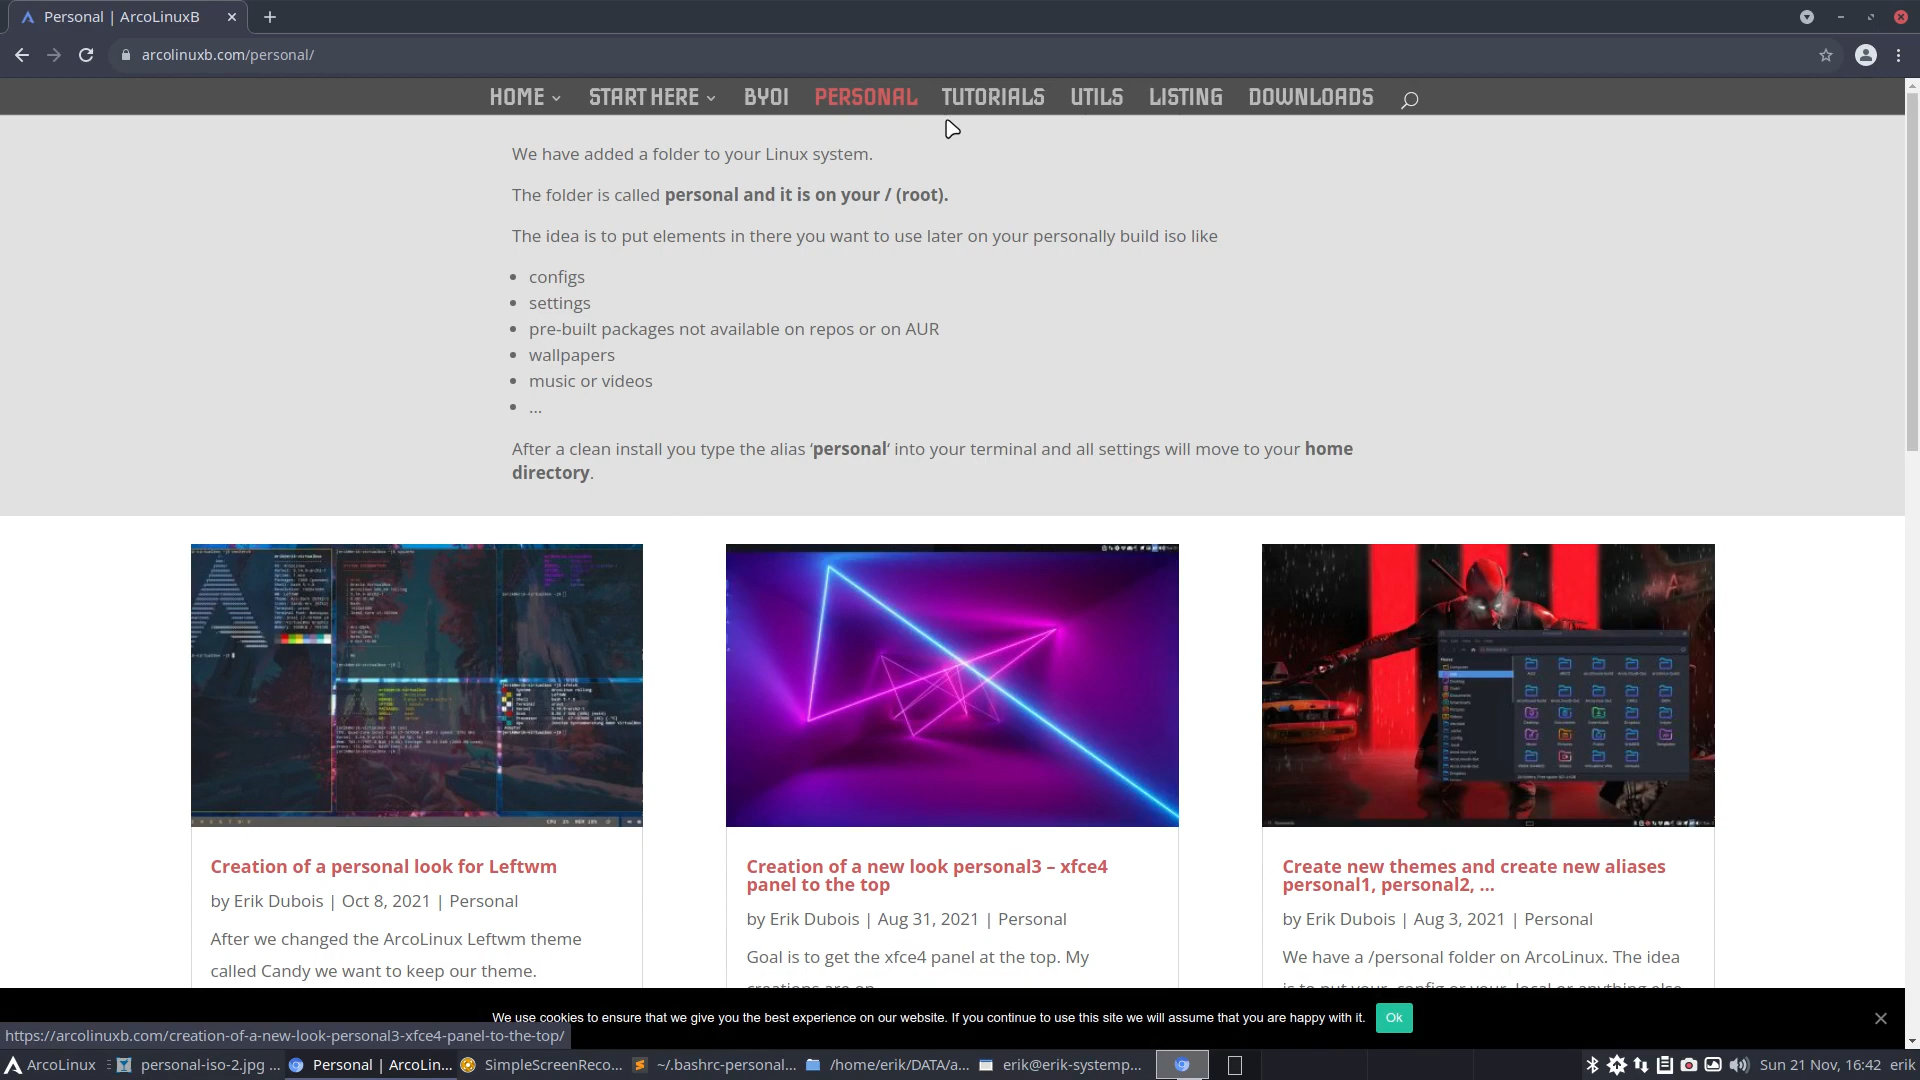 Personal | ArcoLinuxB
arcolinuxb.com/personal/
HOME START HERE BYOI PERSONAL TUTORIALS UTILS LISTING DOWNLOADS
We have added a folder to your Linux system.
The folder is called personal and it is on your / (root).
The idea is to put elements in there you want to use later on your personally build iso like
• configs
• settings
• pre-built packages not available on repos or on AUR
• wallpapers
• music or videos
• ...
After a clean install you type the alias ‘personal‘ into your terminal and all settings will move to your home
directory.
Creation of a personal look for Leftwm
by Erik Dubois | Oct 8, 2021 | Personal
After we changed the ArcoLinux Leftwm theme
called Candy we want to keep our theme.
Creation of a new look personal3 – xfce4
panel to the top
by Erik Dubois | Aug 31, 2021 | Personal
Goal is to get the xfce4 panel at the top. My
creations are on
Create new themes and create new aliases
personal1, personal2, ...
by Erik Dubois | Aug 3, 2021 | Personal
We have a /personal folder on ArcoLinux. The idea
is to put your .config or your .local or anything else
We use cookies to ensure that we give you the best experience on our website. If you continue to use this site we will assume that you are happy with it. Ok
https://arcolinuxb.com/creation-of-a-new-look-personal3-xfce4-panel-to-the-top/
ArcoLinux personal-iso-2.jpg ... Personal | ArcoLin... SimpleScreenReco... ~/.bashrc-personal... /home/erik/DATA/a... erik@erik-systemp... Sun 21 Nov, 16:42 erik